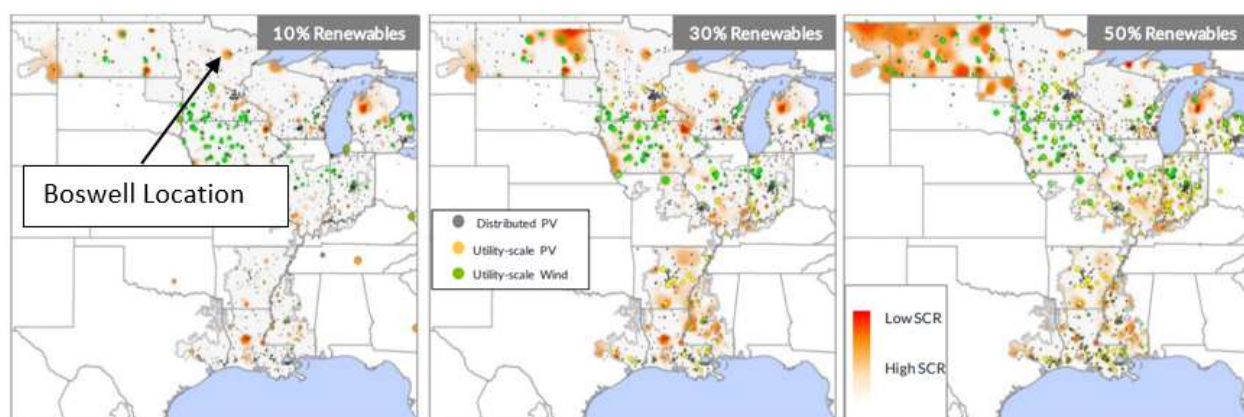 10% Renewables
30% Renewables
50% Renewables
Boswell Location
Distributed PV
Utility-scale PV
Utility-scale Wind
Low SCR
High SCR